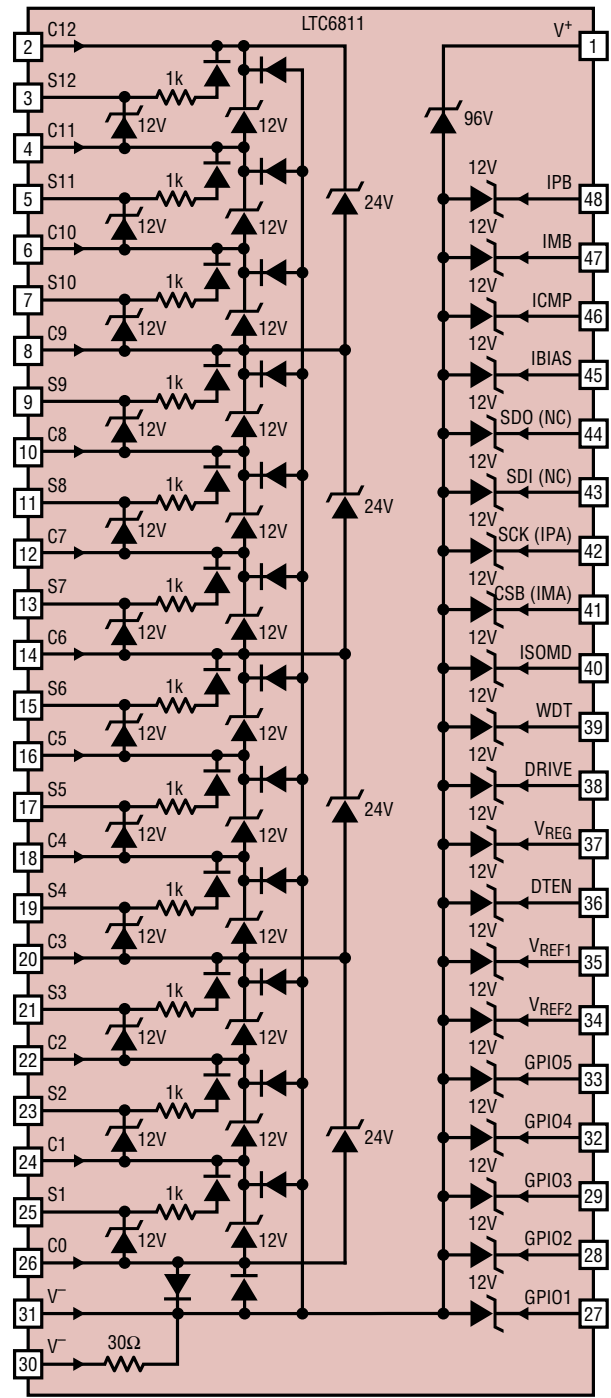 LTC6811
2 C12
V+ 1
1k
3 S12
12V 12V
96V
4 C11
12V IPB 48
1k
5 S11
12V 12V
24V
12V IMB 47
6 C10
1k
7 S10
12V 12V
12V ICMP 46
8 C9
12V IBIAS 45
1k
9 S9
12V 12V
12V SDO (NC) 44
10 C8
1k
11 S8
12V 12V
24V
12V SDI (NC) 43
12 C7
12V SCK (IPA) 42
1k
13 S7
12V 12V
12V CSB (IMA) 41
14 C6
12V ISOMD 40
1k
15 S6
12V 12V
12V WDT 39
16 C5
1k
17 S5
12V 12V
24V
12V DRIVE 38
18 C4
12V VREG 37
1k
19 S4
12V 12V
12V DTEN 36
20 C3
12V VREF1 35
1k
21 S3
12V 12V
12V VREF2 34
22 C2
12V GPIO5 33
1k
23 S2
12V 12V
24V
12V GPIO4 32
24 C1
12V GPIO3 29
1k
25 S1
12V 12V
12V GPIO2 28
26 C0
31 V–
12V GPIO1 27
30 V–
30Ω